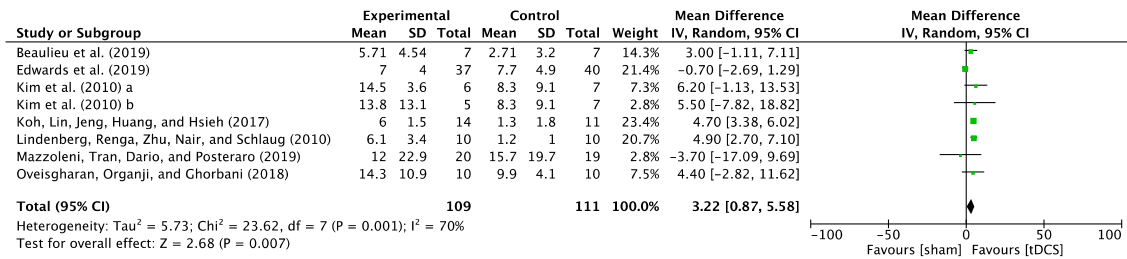 Experimental Control Mean Difference Mean Difference
Study or Subgroup Mean SD Total Mean SD Total Weight IV, Random, 95% CI IV, Random, 95% CI
Beaulieu et al. (2019) 5.71 4.54 7 2.71 3.2 7 14.3% 3.00 [-1.11, 7.11]
Edwards et al. (2019) 7 4 37 7.7 4.9 40 21.4% -0.70 [-2.69, 1.29]
Kim et al. (2010) a 14.5 3.6 6 8.3 9.1 7 7.3% 6.20 [-1.13, 13.53]
Kim et al. (2010) b 13.8 13.1 5 8.3 9.1 7 2.8% 5.50 [-7.82, 18.82]
Koh, Lin, Jeng, Huang, and Hsieh (2017) 6 1.5 14 1.3 1.8 11 23.4% 4.70 [3.38, 6.02]
Lindenberg, Renga, Zhu, Nair, and Schlaug (2010) 6.1 3.4 10 1.2 1 10 20.7% 4.90 [2.70, 7.10]
Mazzoleni, Tran, Dario, and Posteraro (2019) 12 22.9 20 15.7 19.7 19 2.8% -3.70 [-17.09, 9.69]
Oveisgharan, Organji, and Ghorbani (2018) 14.3 10.9 10 9.9 4.1 10 7.5% 4.40 [-2.82, 11.62]
Total (95% CI) 109 111 100.0% 3.22 [0.87, 5.58]
Heterogeneity: Tau² = 5.73; Chi² = 23.62, df = 7 (P = 0.001); I² = 70%
Test for overall effect: Z = 2.68 (P = 0.007)
-100 -50 0 50 100
Favours [sham] Favours [tDCS]